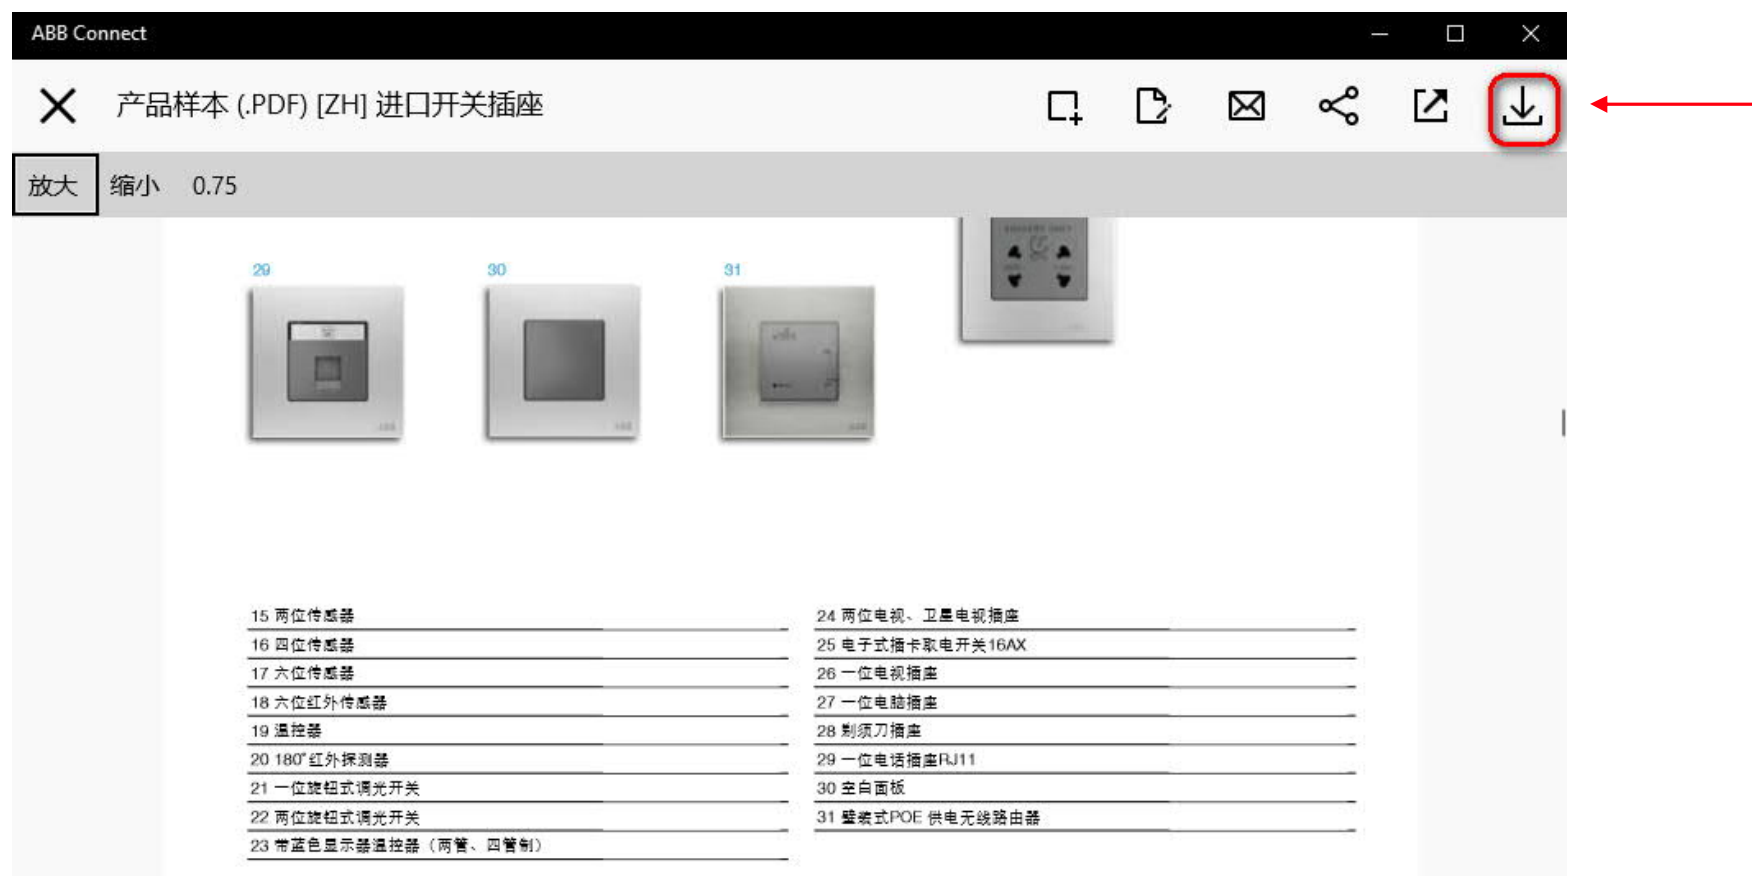 ABB Connect
产品样本 (.PDF) [ZH] 进口开关插座
放大 缩小 0.75
29 30 31
15 两位传感器
16 四位传感器
17 六位传感器
18 六位红外传感器
19 温控器
20 180°红外探测器
21 一位旋钮式调光开关
22 两位旋钮式调光开关
23 带蓝色显示器温控器（两管、四管制）
24 两位电视、卫星电视插座
25 电子式插卡取电开关16AX
26 一位电视插座
27 一位电脑插座
28 剃须刀插座
29 一位电话插座RJ11
30 空白面板
31 壁装式POE 供电无线路由器